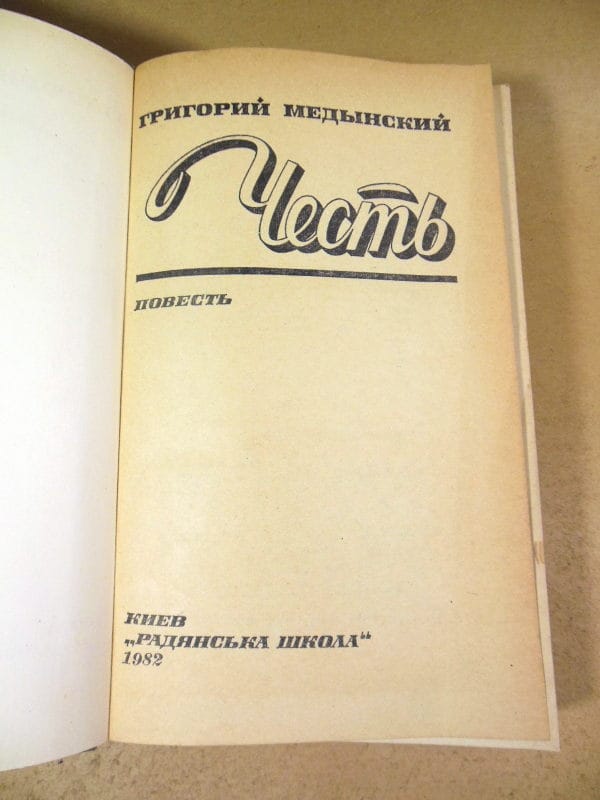 ГРИГОРИЙ МЕДЫНСКИЙ
Честь
ПОВЕСТЬ
КИЕВ
„РАДЯНСЬКА ШКОЛА“
1982